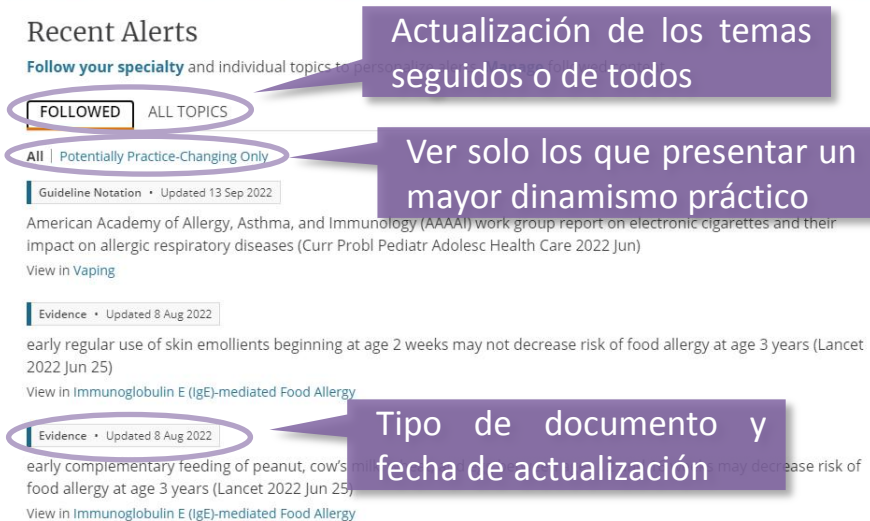 Recent Alerts
Actualización de los temas
seguidos o de todos
Follow your specialty and individual topics to
FOLLOWED ALL TOPICS
All | Potentially Practice-Changing Only
Ver solo los que presentar un
mayor dinamismo práctico
Guideline Notation • Updated 13 Sep 2022
American Academy of Allergy, Asthma, and Immunology (AAAAI) work group report on electronic cigarettes and their
impact on allergic respiratory diseases (Curr Probl Pediatr Adolesc Health Care 2022 Jun)
View in Vaping
Evidence • Updated 8 Aug 2022
early regular use of skin emollients beginning at age 2 weeks may not decrease risk of food allergy at age 3 years (Lancet
2022 Jun 25)
View in Immunoglobulin E (IgE)-mediated Food Allergy
Tipo de documento y
fecha de actualización
Evidence • Updated 8 Aug 2022
early complementary feeding of peanut, cow's may decrease risk of
food allergy at age 3 years (Lancet 2022 Jun 25)
View in Immunoglobulin E (IgE)-mediated Food Allergy